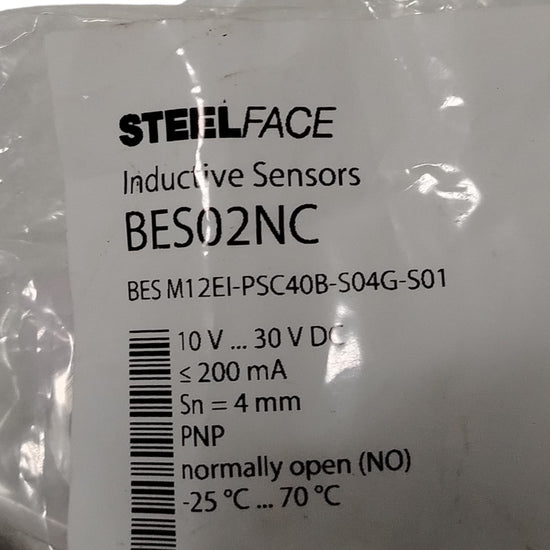 STEELFACE
Inductive Sensors
BES02NC
BES M12EI-PSC40B-S04G-S01
10 V ... 30 V DC
≤ 200 mA
Sn = 4 mm
PNP
normally open (NO)
-25 °C ... 70 °C